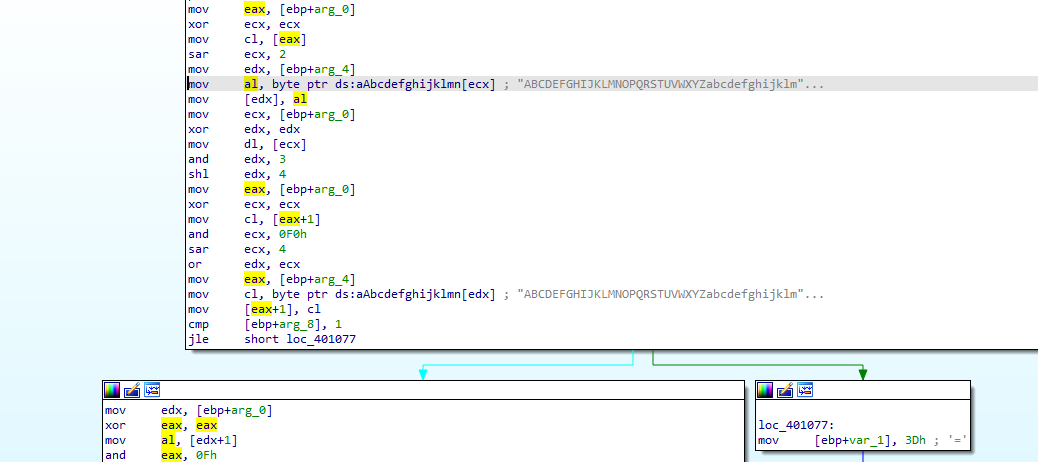 mov eax, [ebp+arg_0]
xor ecx, ecx
mov cl, [eax]
sar ecx, 2
mov edx, [ebp+arg_4]
mov al, byte ptr ds:aAbcdefghijklmn[ecx] ; "ABCDEFGHIJKLMNOPQRSTUVWXYZabcdefghijklm"...
mov [edx], al
mov ecx, [ebp+arg_0]
xor edx, edx
mov dl, [ecx]
and edx, 3
shl edx, 4
mov eax, [ebp+arg_0]
xor ecx, ecx
mov cl, [eax+1]
and ecx, 0F0h
sar ecx, 4
or edx, ecx
mov eax, [ebp+arg_4]
mov cl, byte ptr ds:aAbcdefghijklmn[edx] ; "ABCDEFGHIJKLMNOPQRSTUVWXYZabcdefghijklm"...
mov [eax+1], cl
cmp [ebp+arg_8], 1
jle short loc_401077
mov edx, [ebp+arg_0]
xor eax, eax
mov al, [edx+1]
and eax, 0Fh
loc_401077:
mov [ebp+var_1], 3Dh ; '='